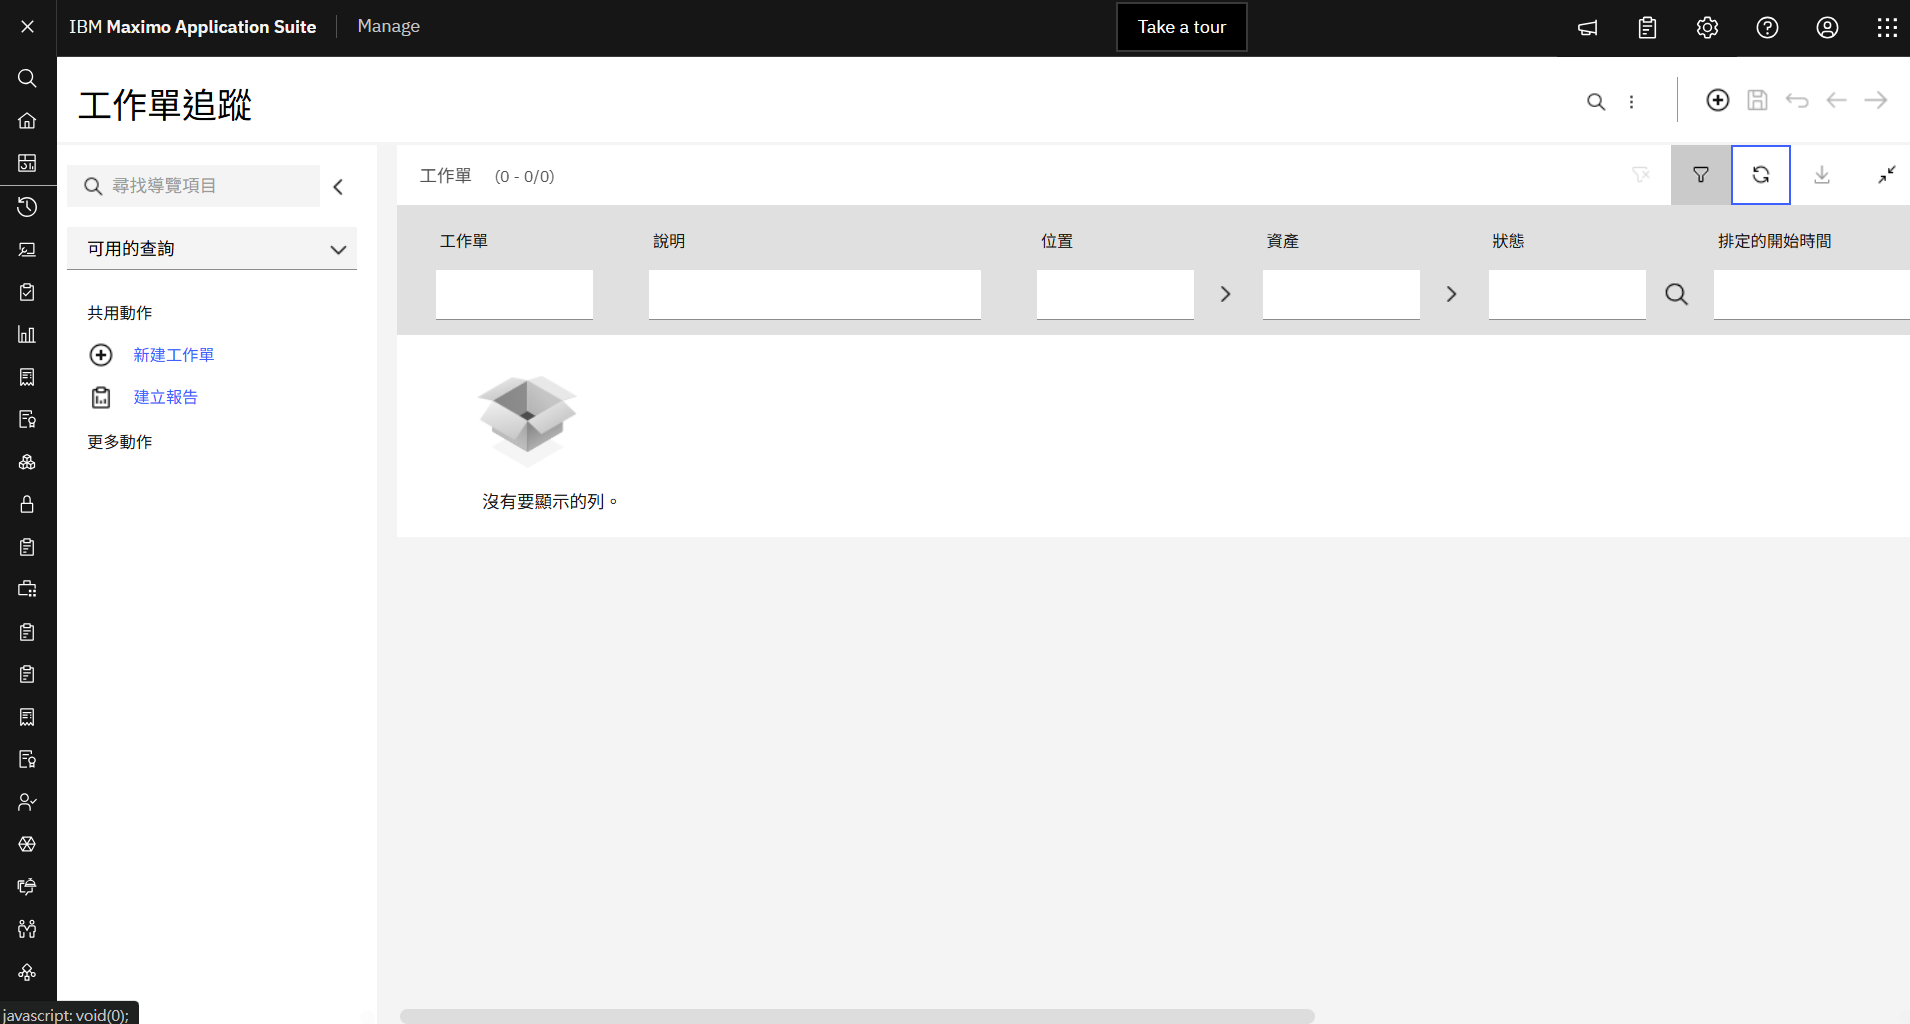 IBM Maximo Application Suite
Manage
Take a tour
工作單追蹤
尋找導覽項目
可用的查詢
共用動作
新建工作單
建立報告
更多動作
工作單 (0 - 0/0)
工作單 說明 位置 資產 狀態 排定的開始時間
沒有要顯示的列。
javascript: void(0);